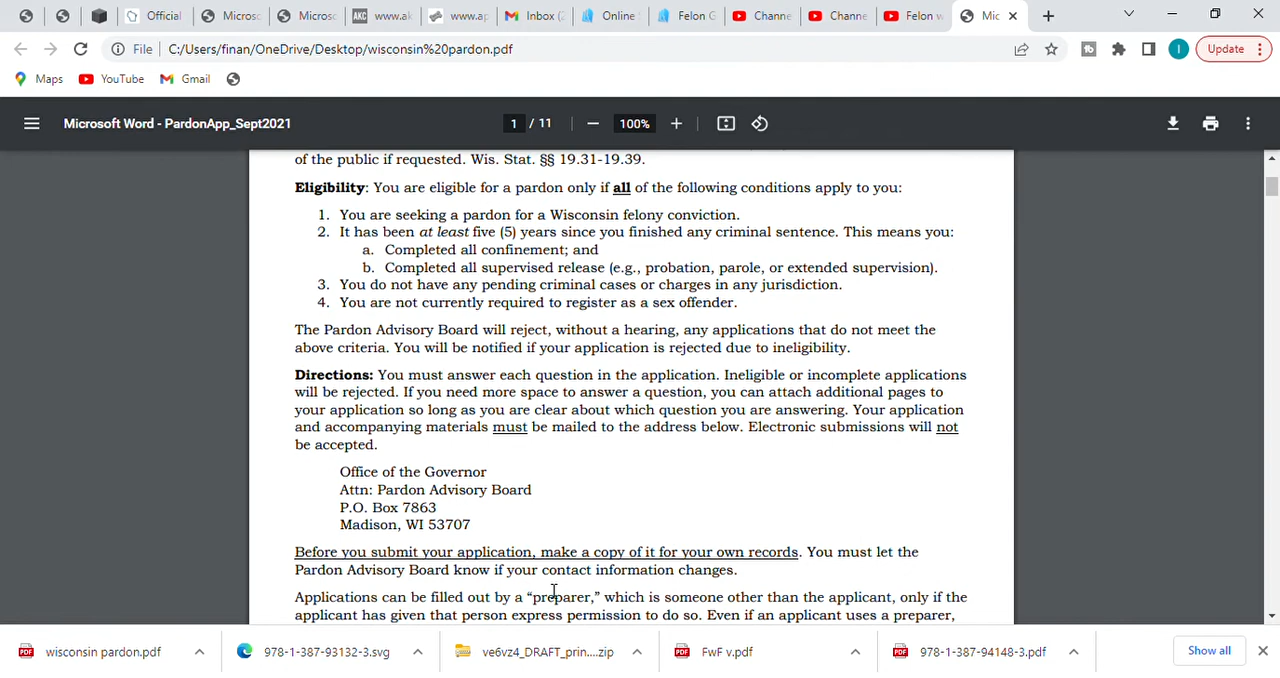 Official
Micros
Micros
AKC www.ak
www.ap
Inbox (2
Online
Felon G
Channe
Channe
Felon w
Mic
File C:/Users/finan/OneDrive/Desktop/wisconsin%20pardon.pdf
I
Update
Maps YouTube Gmail
Microsoft Word - PardonApp_Sept2021
1 / 11
100%
of the public if requested. Wis. Stat. §§ 19.31-19.39.
Eligibility: You are eligible for a pardon only if all of the following conditions apply to you:
1. You are seeking a pardon for a Wisconsin felony conviction.
2. It has been at least five (5) years since you finished any criminal sentence. This means you:
a. Completed all confinement; and
b. Completed all supervised release (e.g., probation, parole, or extended supervision).
3. You do not have any pending criminal cases or charges in any jurisdiction.
4. You are not currently required to register as a sex offender.
The Pardon Advisory Board will reject, without a hearing, any applications that do not meet the
above criteria. You will be notified if your application is rejected due to ineligibility.
Directions: You must answer each question in the application. Ineligible or incomplete applications
will be rejected. If you need more space to answer a question, you can attach additional pages to
your application so long as you are clear about which question you are answering. Your application
and accompanying materials must be mailed to the address below. Electronic submissions will not
be accepted.
Office of the Governor
Attn: Pardon Advisory Board
P.O. Box 7863
Madison, WI 53707
Before you submit your application, make a copy of it for your own records. You must let the
Pardon Advisory Board know if your contact information changes.
Applications can be filled out by a “preparer,” which is someone other than the applicant, only if the
applicant has given that person express permission to do so. Even if an applicant uses a preparer,
wisconsin pardon.pdf
978-1-387-93132-3.svg
ve6vz4_DRAFT_prin....zip
FwF v.pdf
978-1-387-94148-3.pdf
Show all